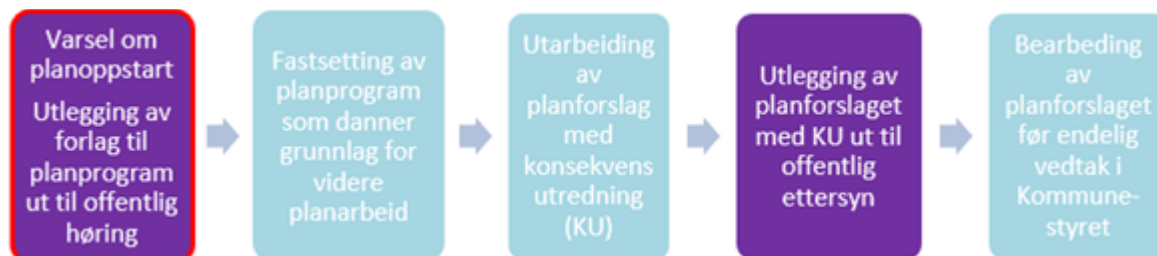 Varsel om
planoppstart
Utlegging av
forlag til
planprogram
ut til offentlig
høring
Fastsetting av
planprogram
som danner
grunnlag for
videre
planarbeid
Utarbeiding
av
planforslag
med
konsekvens
utredning
(KU)
Utlegging av
planforslaget
med KU ut til
offentlig
ettersyn
Bearbeding
av
planforslaget
før endelig
vedtak i
Kommune-
styret